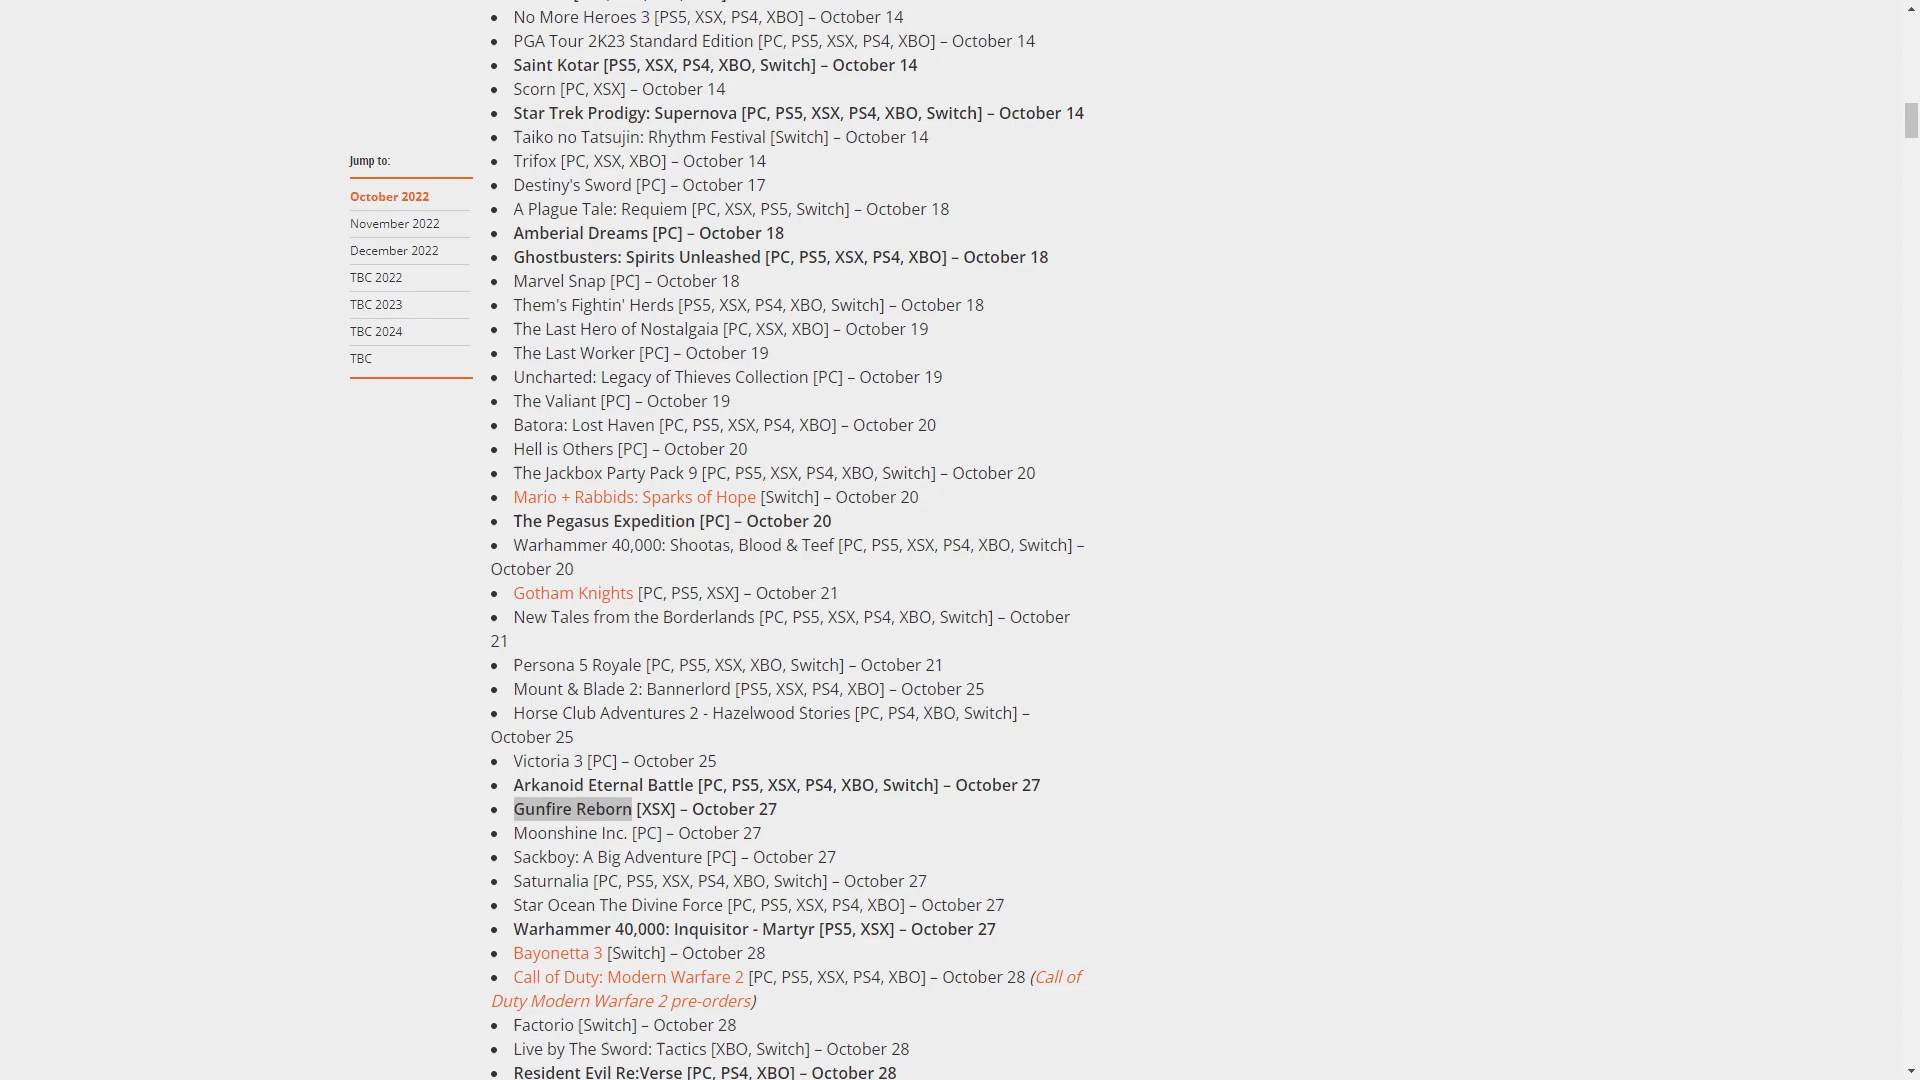 No More Heroes 3 [PS5, XSX, PS4, XBO] – October 14
PGA Tour 2K23 Standard Edition [PC, PS5, XSX, PS4, XBO] – October 14
Saint Kotar [PS5, XSX, PS4, XBO, Switch] – October 14
Scorn [PC, XSX] – October 14
Star Trek Prodigy: Supernova [PC, PS5, XSX, PS4, XBO, Switch] – October 14
Taiko no Tatsujin: Rhythm Festival [Switch] – October 14
Trifox [PC, XSX, XBO] – October 14
Destiny's Sword [PC] – October 17
A Plague Tale: Requiem [PC, XSX, PS5, Switch] – October 18
Amberial Dreams [PC] – October 18
Ghostbusters: Spirits Unleashed [PC, PS5, XSX, PS4, XBO] – October 18
Marvel Snap [PC] – October 18
Them's Fightin' Herds [PS5, XSX, PS4, XBO, Switch] – October 18
The Last Hero of Nostalgaia [PC, XSX, XBO] – October 19
The Last Worker [PC] – October 19
Uncharted: Legacy of Thieves Collection [PC] – October 19
The Valiant [PC] – October 19
Batora: Lost Haven [PC, PS5, XSX, PS4, XBO] – October 20
Hell is Others [PC] – October 20
The Jackbox Party Pack 9 [PC, PS5, XSX, PS4, XBO, Switch] – October 20
Mario + Rabbids: Sparks of Hope [Switch] – October 20
The Pegasus Expedition [PC] – October 20
Warhammer 40,000: Shootas, Blood & Teef [PC, PS5, XSX, PS4, XBO, Switch] –
October 20
Gotham Knights [PC, PS5, XSX] – October 21
New Tales from the Borderlands [PC, PS5, XSX, PS4, XBO, Switch] – October
21
Persona 5 Royale [PC, PS5, XSX, XBO, Switch] – October 21
Mount & Blade 2: Bannerlord [PS5, XSX, PS4, XBO] – October 25
Horse Club Adventures 2 - Hazelwood Stories [PC, PS4, XBO, Switch] –
October 25
Victoria 3 [PC] – October 25
Arkanoid Eternal Battle [PC, PS5, XSX, PS4, XBO, Switch] – October 27
Gunfire Reborn [XSX] – October 27
Moonshine Inc. [PC] – October 27
Sackboy: A Big Adventure [PC] – October 27
Saturnalia [PC, PS5, XSX, PS4, XBO, Switch] – October 27
Star Ocean The Divine Force [PC, PS5, XSX, PS4, XBO] – October 27
Warhammer 40,000: Inquisitor - Martyr [PS5, XSX] – October 27
Bayonetta 3 [Switch] – October 28
Call of Duty: Modern Warfare 2 [PC, PS5, XSX, PS4, XBO] – October 28 (Call of
Duty Modern Warfare 2 pre-orders)
Factorio [Switch] – October 28
Live by The Sword: Tactics [XBO, Switch] – October 28
Resident Evil Re:Verse [PC, PS4, XBO] – October 28
Jump to:
October 2022
November 2022
December 2022
TBC 2022
TBC 2023
TBC 2024
TBC